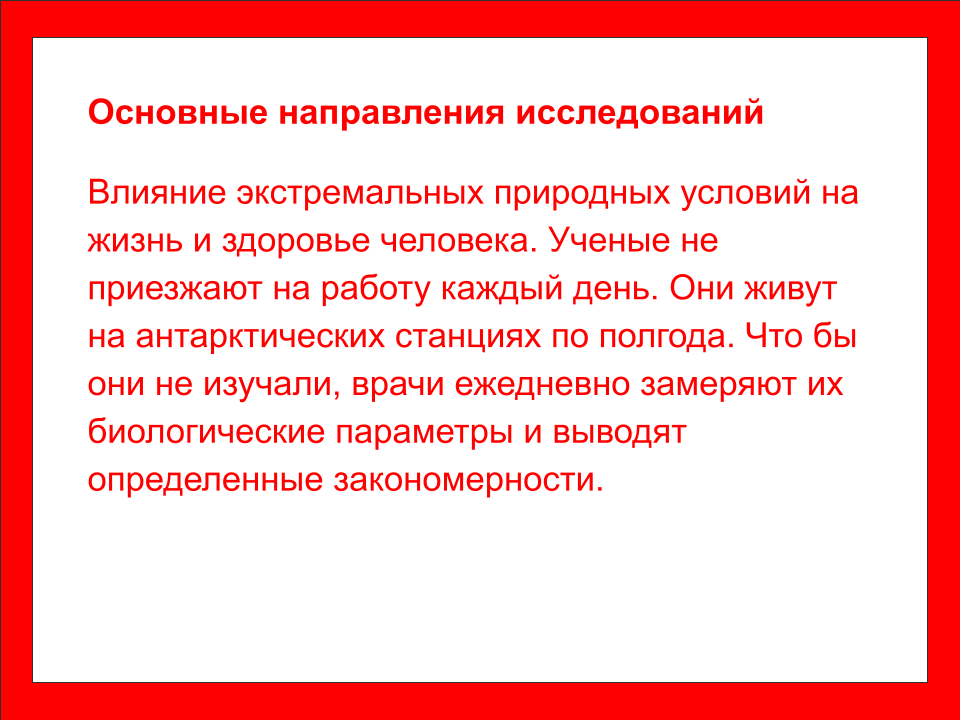 Основные направления исследований
Влияние экстремальных природных условий на
жизнь и здоровье человека. Ученые не
приезжают на работу каждый день. Они живут
на антарктических станциях по полгода. Что бы
они не изучали, врачи ежедневно замеряют их
биологические параметры и выводят
определенные закономерности.